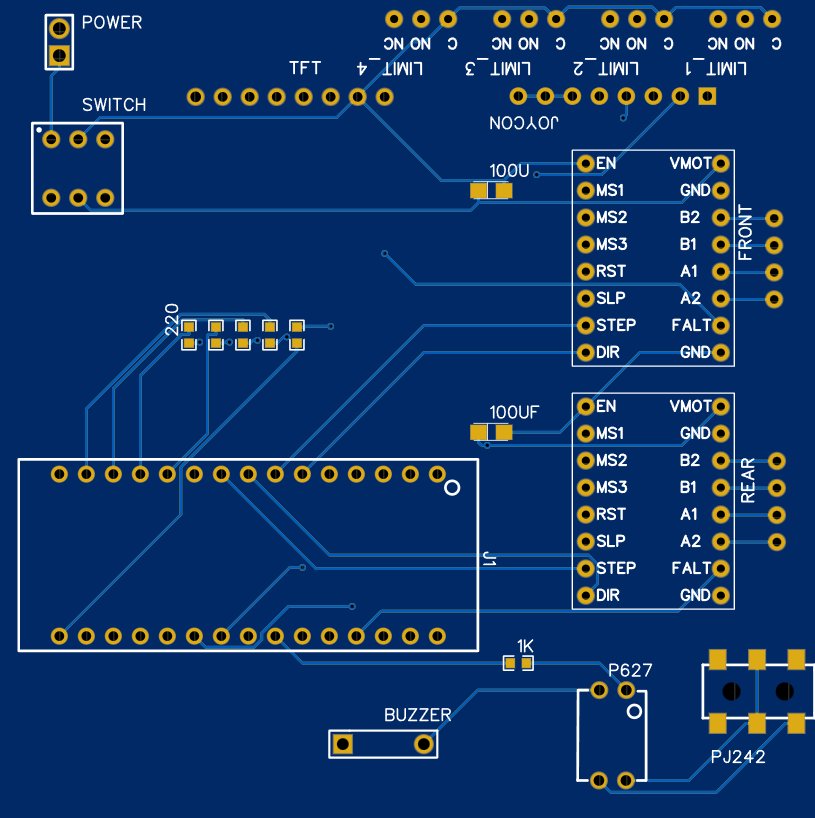 POWER
C NO NC
C NO NC
C NO NC
C NO NC
LIMIT_4
LIMIT_3
LIMIT_2
LIMIT_1
TFT
SWITCH
JOYCON
100U
EN VMOT
MS1 GND
MS2 B2
MS3 B1
RST A1
SLP A2
STEP FALT
DIR GND
FRONT
220
100UF
EN VMOT
MS1 GND
MS2 B2
MS3 B1
RST A1
SLP A2
STEP FALT
DIR GND
REAR
J1
1K
P627
BUZZER
PJ242